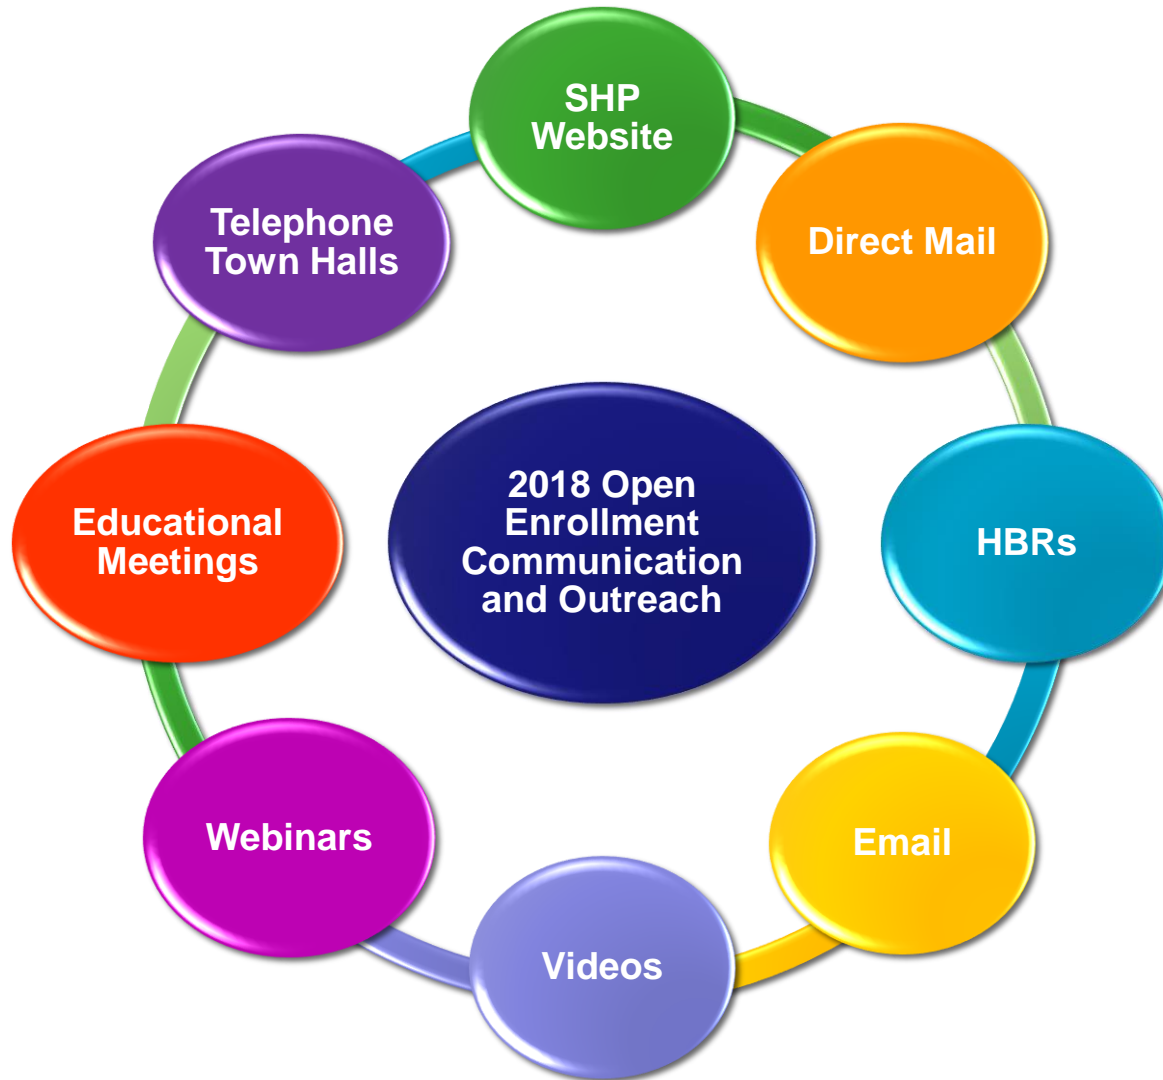 SHP
Website
Direct Mail
HBRs
Email
Videos
Webinars
Educational
Meetings
Telephone
Town Halls
2018 Open
Enrollment
Communication
and Outreach